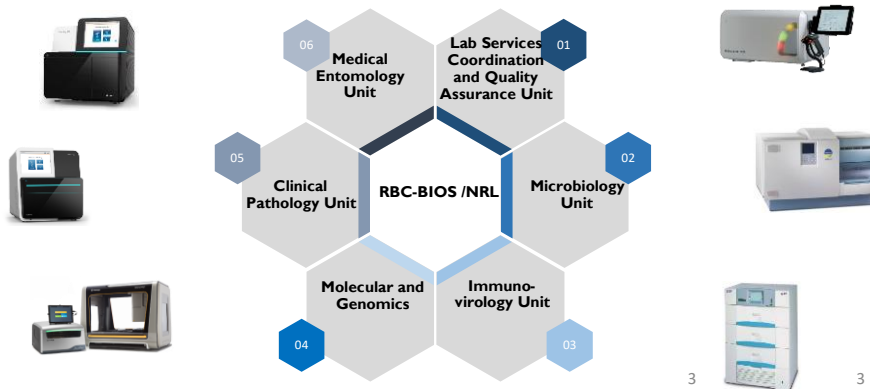 06
Medical
Entomology
Unit
01
Lab Services
Coordination
and Quality
Assurance Unit
05
Clinical
Pathology Unit
RBC-BIOS /NRL
02
Microbiology
Unit
Molecular and
Genomics
04
Immuno-
virology Unit
03
3
3